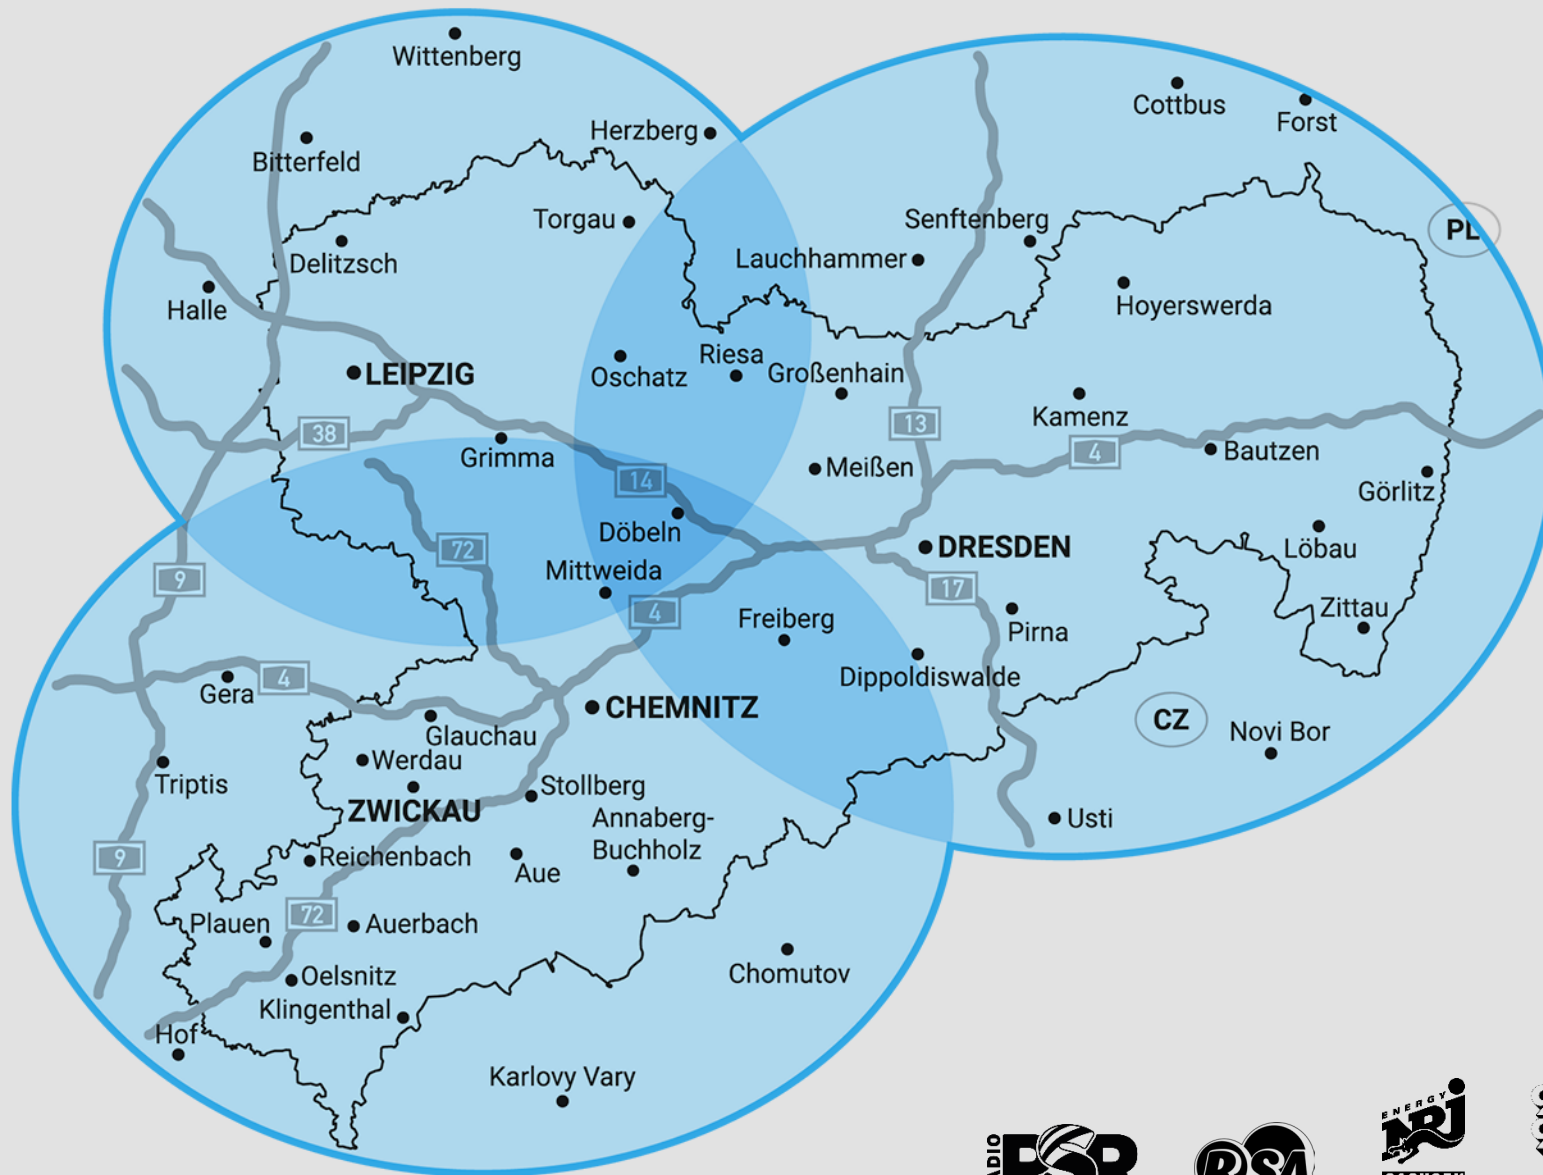 Wittenberg
Cottbus
Forst
Herzberg
Bitterfeld
Torgau
Senftenberg
PL
Delitzsch
Lauchhammer
Halle
Hoyerswerda
LEIPZIG
Oschatz
Riesa
Großenhain
Kamenz
38
13
4
Grimma
Bautzen
Meißen
14
Görlitz
Döbeln
72
DRESDEN
Löbau
Mittweida
9
17
4
Zittau
Freiberg
Pirna
Gera
4
Dippoldiswalde
CHEMNITZ
CZ
Glauchau
Novi Bor
Werdau
Triptis
Stollberg
ZWICKAU
Annaberg-
Buchholz
Usti
9
Reichenbach
Aue
Plauen
72
Auerbach
Oelsnitz
Chomutov
Klingenthal
Hof
Karlovy Vary
ENERGY
NRJ
RSA